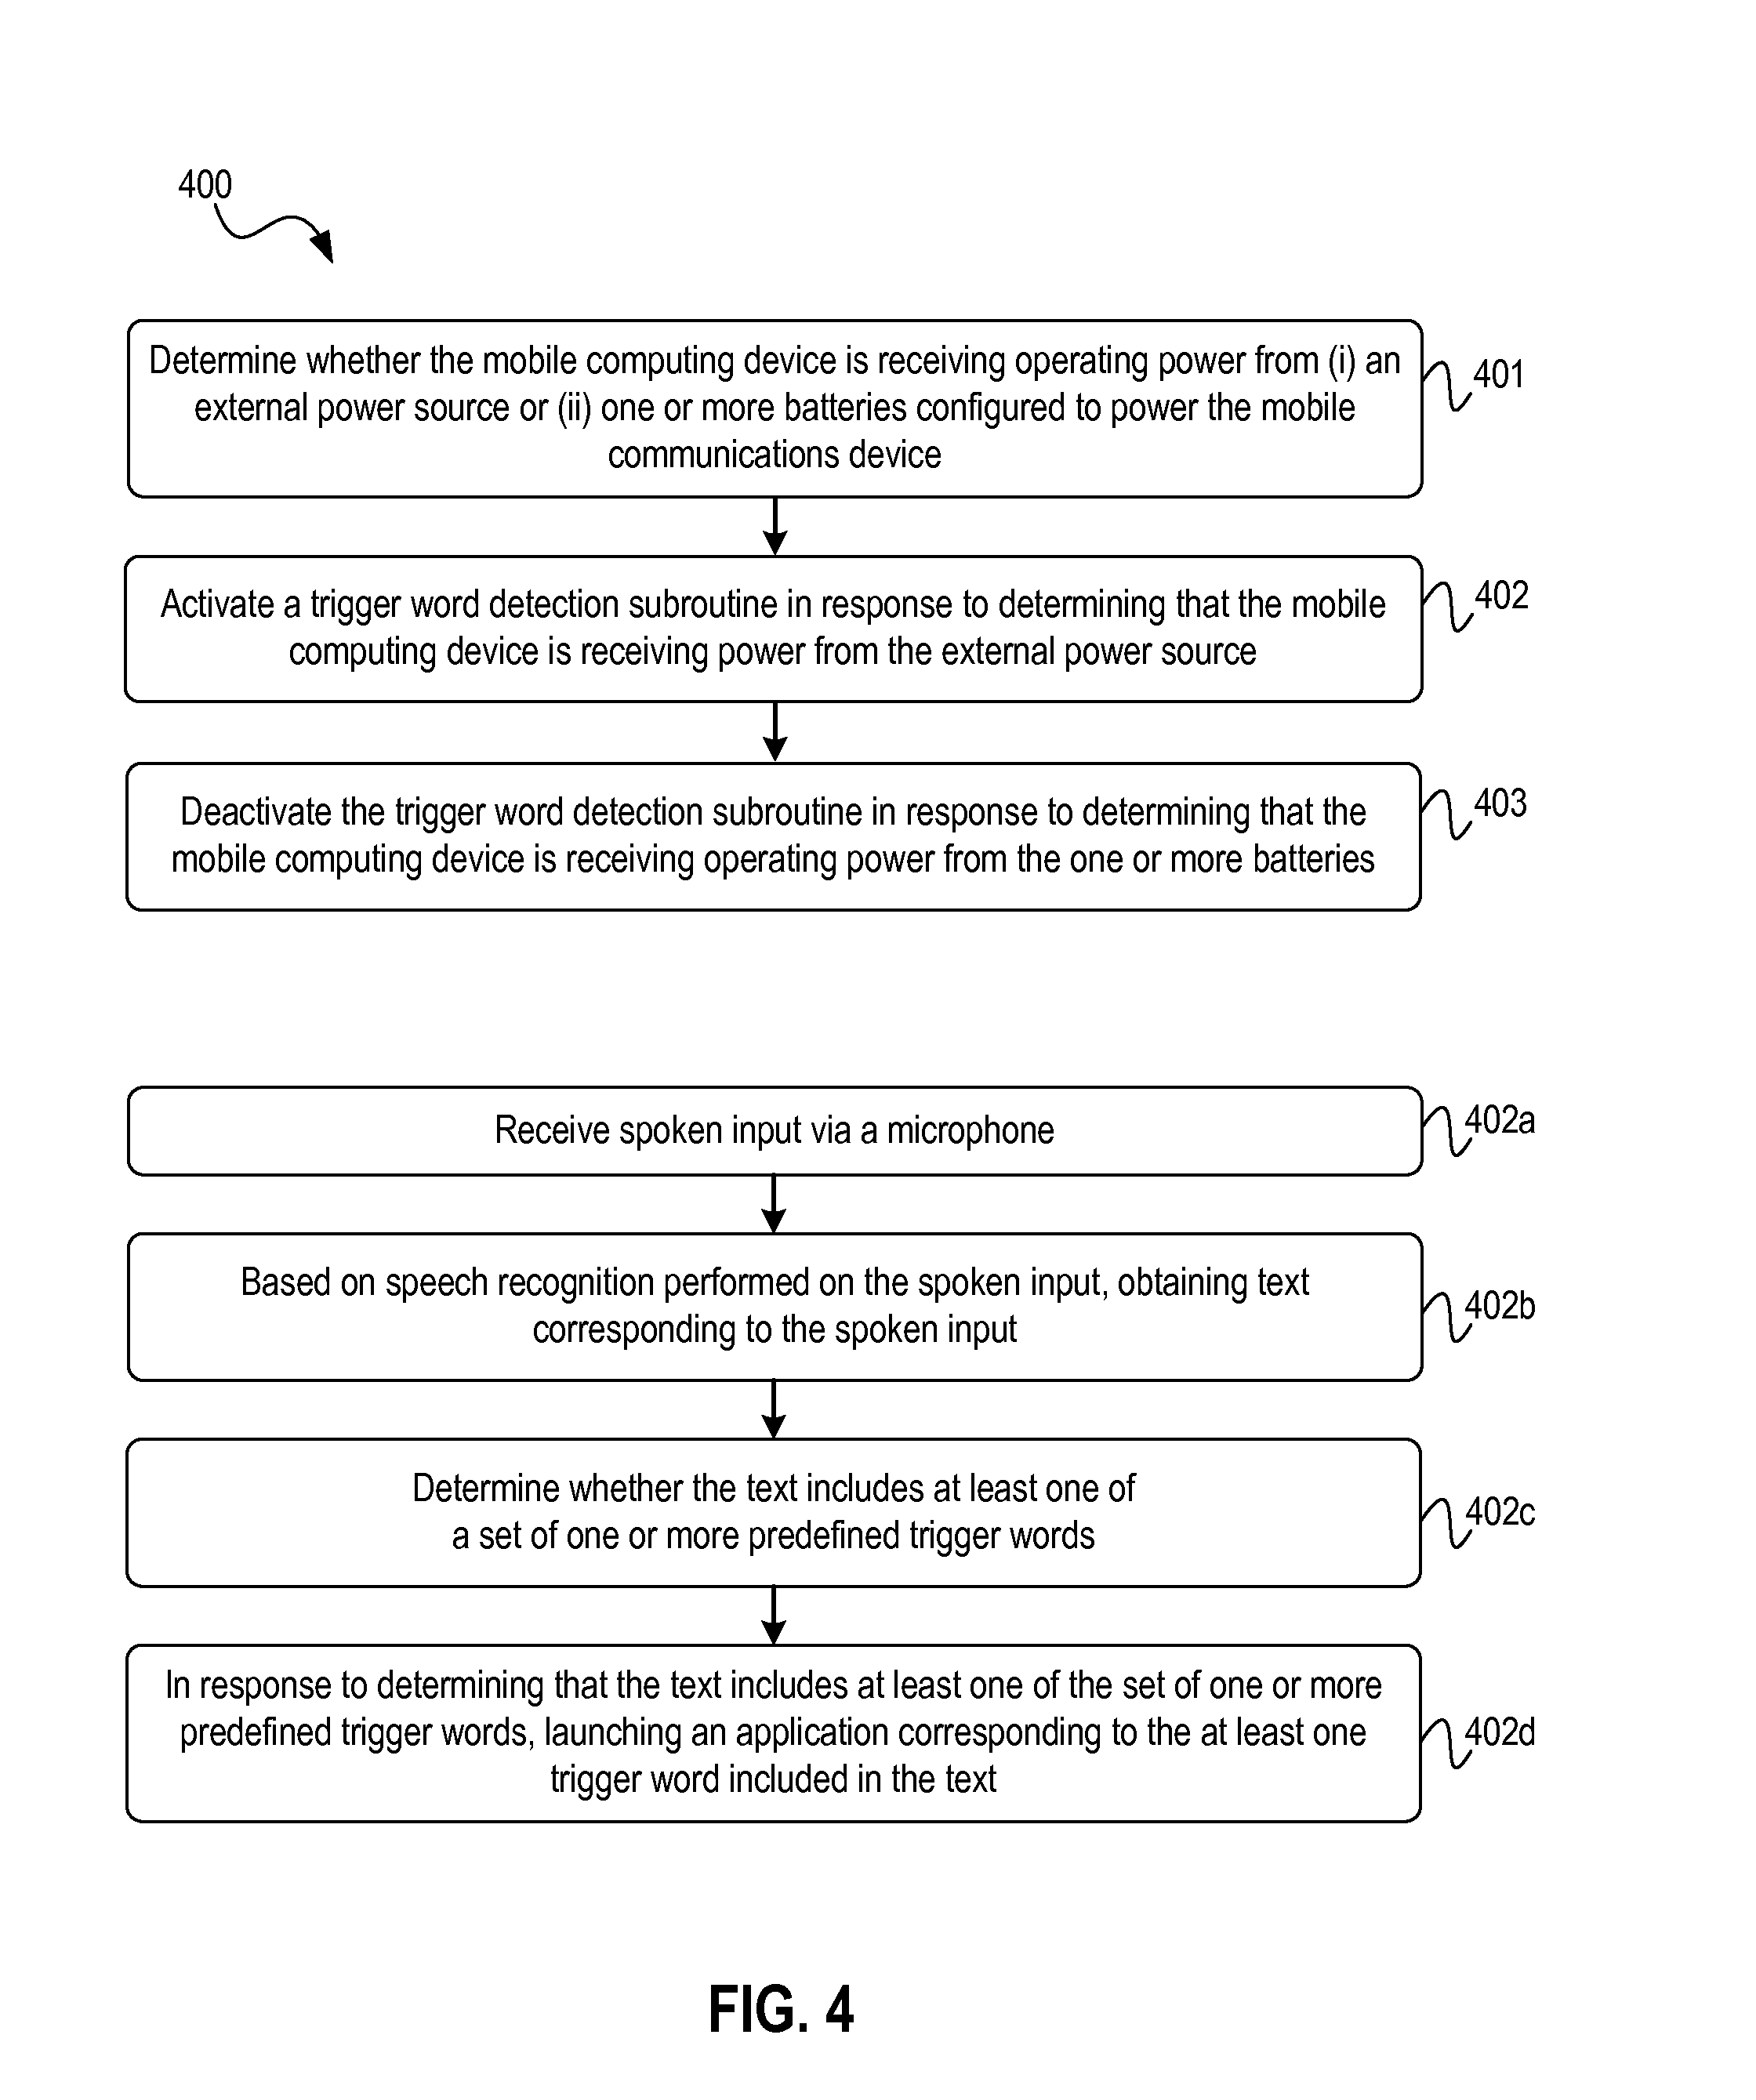 400
Determine whether the mobile computing device is receiving operating power from (i) an
external power source or (ii) one or more batteries configured to power the mobile
communications device
401
Activate a trigger word detection subroutine in response to determining that the mobile
computing device is receiving power from the external power source
402
Deactivate the trigger word detection subroutine in response to determining that the
mobile computing device is receiving operating power from the one or more batteries
403
Receive spoken input via a microphone
402a
Based on speech recognition performed on the spoken input, obtaining text
corresponding to the spoken input
402b
Determine whether the text includes at least one of
a set of one or more predefined trigger words
402c
In response to determining that the text includes at least one of the set of one or more
predefined trigger words, launching an application corresponding to the at least one
trigger word included in the text
402d
FIG. 4